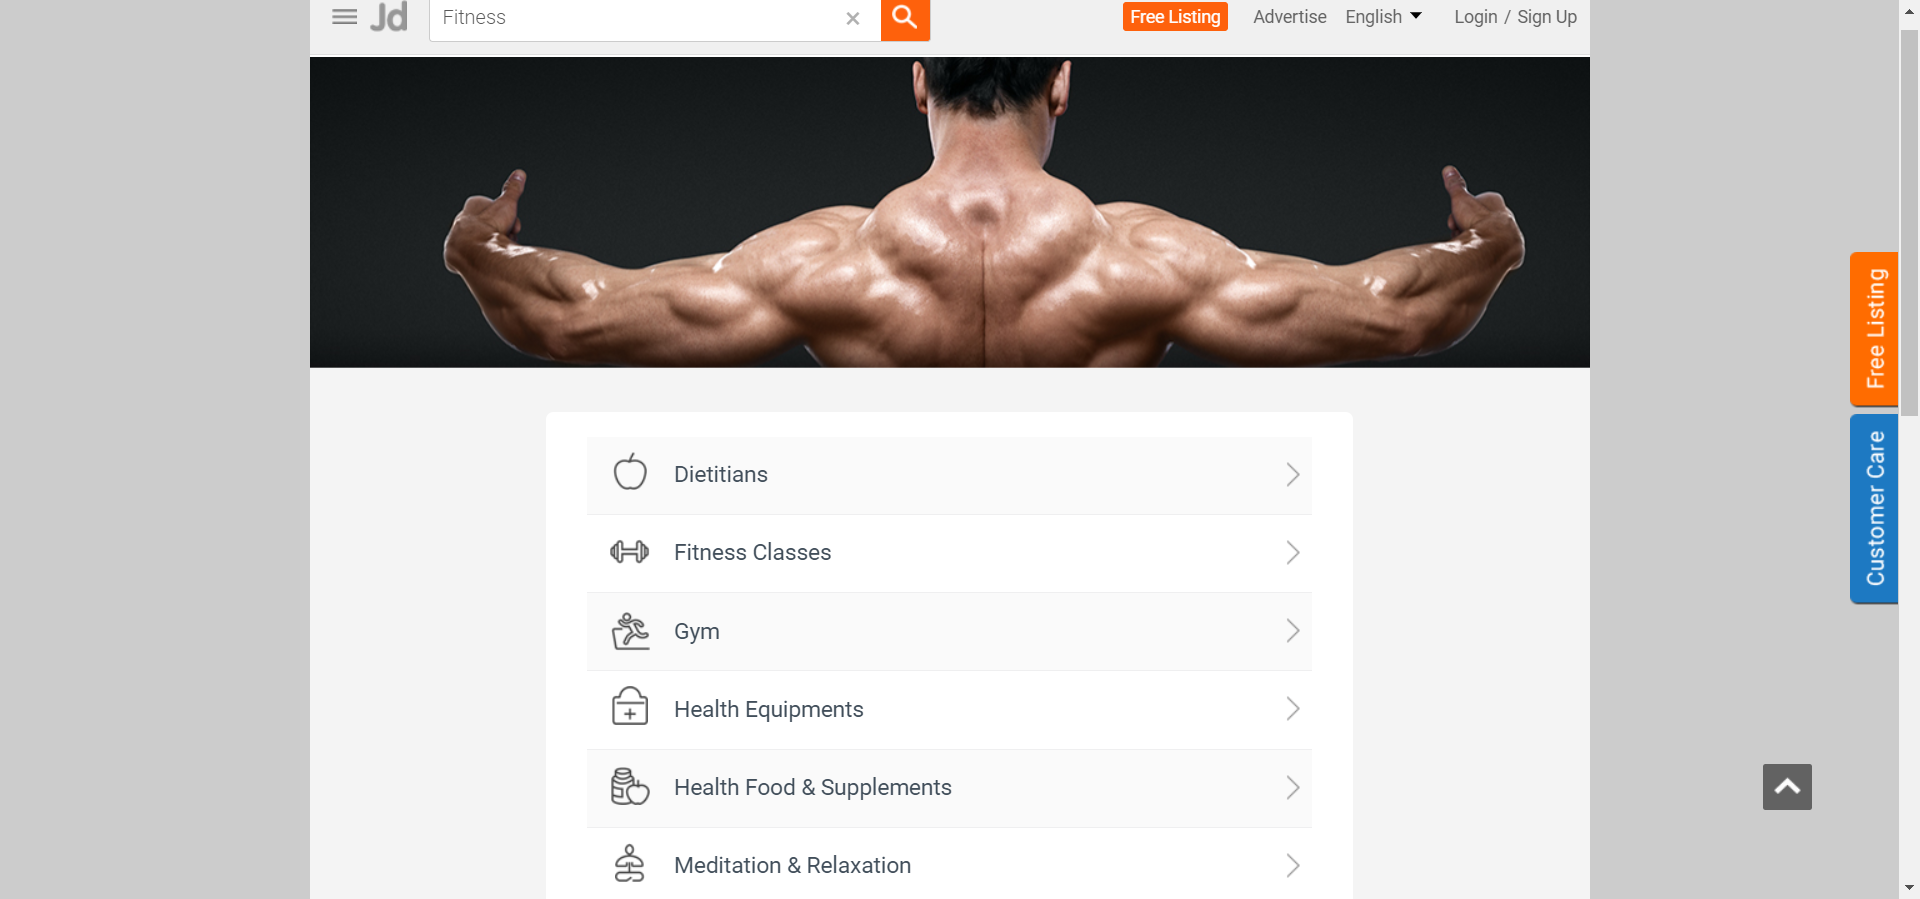 Jd
Fitness
Free Listing
Advertise
English
Login / Sign Up
Dietitians
Fitness Classes
Gym
Health Equipments
Health Food & Supplements
Meditation & Relaxation
Free Listing
Customer Care